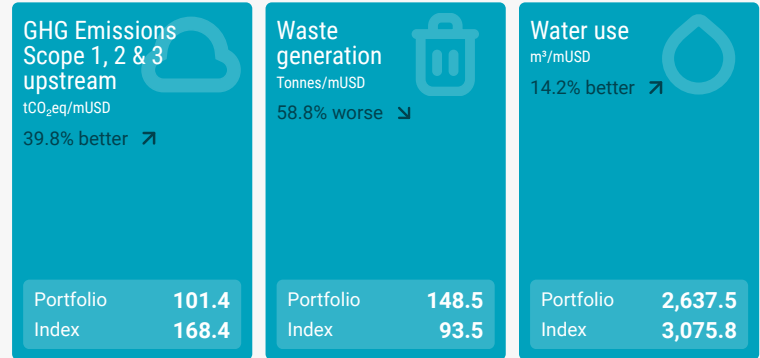 GHG Emissions
Scope 1, 2 & 3
upstream
tCO₂eq/mUSD
39.8% better
Portfolio 101.4
Index 168.4
Waste
generation
Tonnes/mUSD
58.8% worse
Portfolio 148.5
Index 93.5
Water use
m³/mUSD
14.2% better
Portfolio 2,637.5
Index 3,075.8